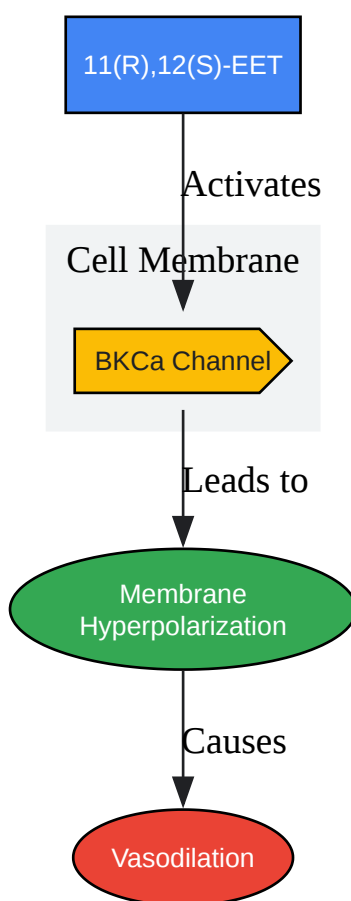 11(R),12(S)-EET
Activates
Cell Membrane
BKCa Channel
Leads to
Membrane
Hyperpolarization
Causes
Vasodilation